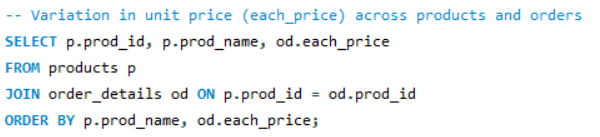 -- Variation in unit price (each_price) across products and orders
SELECT p.prod_id, p.prod_name, od.each_price
FROM products p
JOIN order_details od ON p.prod_id = od.prod_id
ORDER BY p.prod_name, od.each_price;